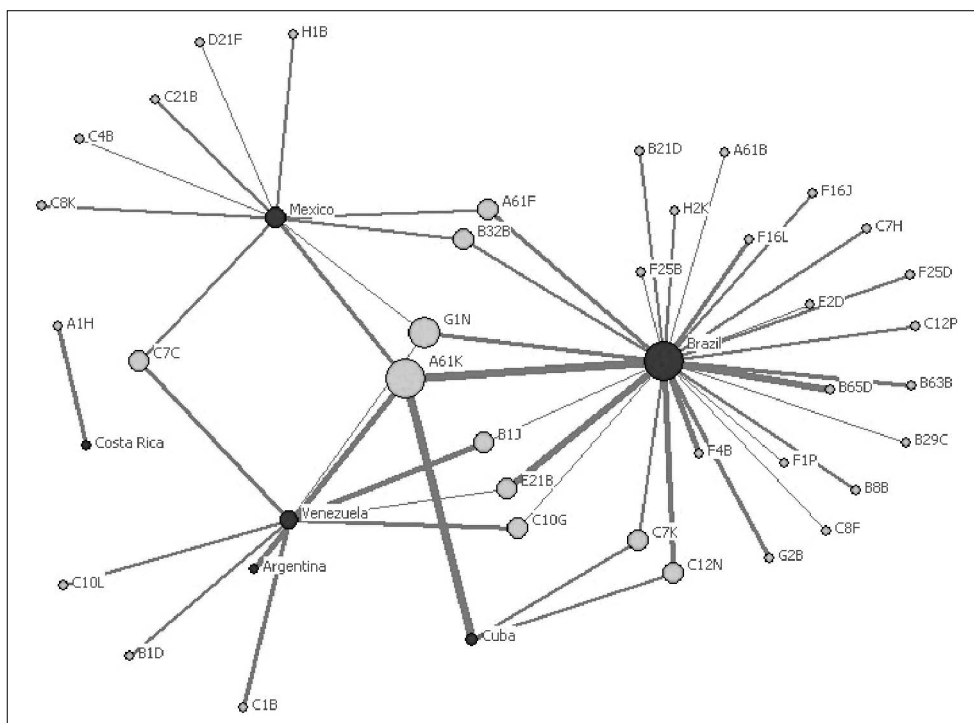 H1B
D21F
C21B
C4B
C8K
Mexico
A61F
B32B
B21D
A61B
F16J
H2K
C7H
F16L
F25B
F25D
E2D
C12P
A1H
G1N
C7C
A61K
Brazil
B65D
B63B
Costa Rica
B1J
F4B
F1P
B29C
E21B
B8B
Venezuela
C10G
C8F
C7K
G2B
Argentina
C12N
C10L
Cuba
B1D
C1B